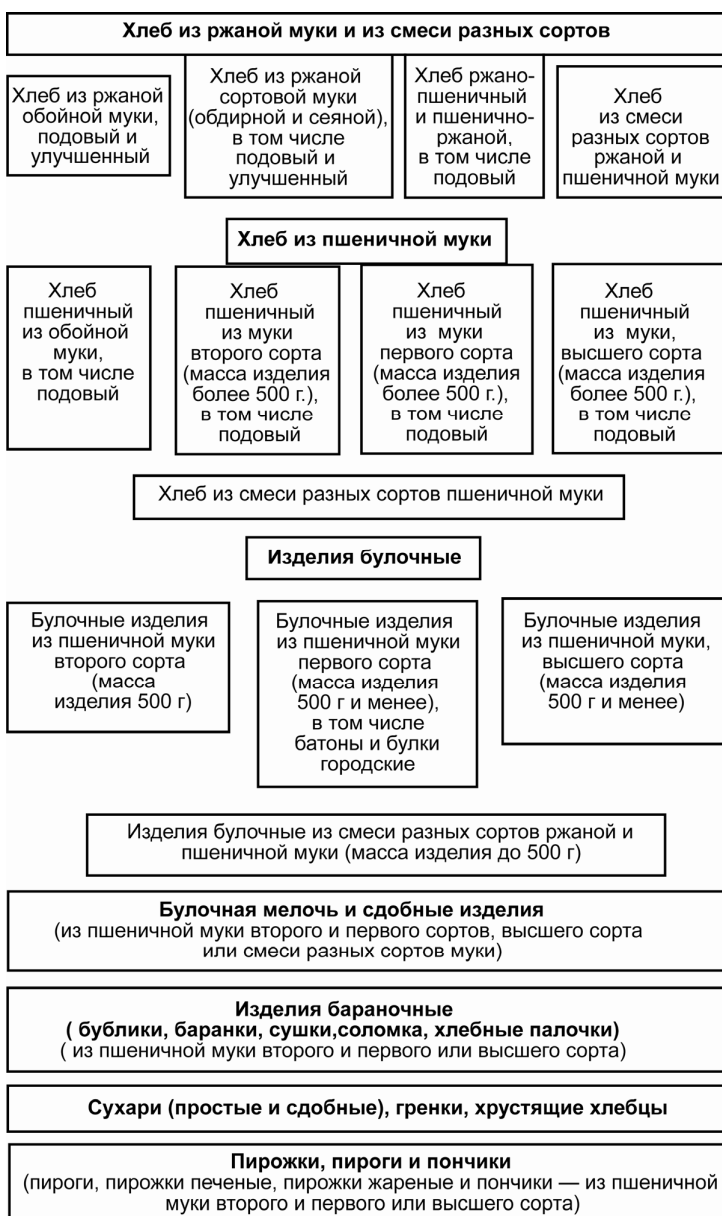 Хлеб из ржаной муки и из смеси разных сортов
Хлеб из ржаной
обойной муки,
подовый и
улучшенный
Хлеб из ржаной
сортовой муки
(обдирной и сеяной),
в том числе
подовый и
улучшенный
Хлеб ржано-
пшеничный
и пшенично-
ржаной,
в том числе
подовый
Хлеб
из смеси
разных сортов
ржаной и
пшеничной муки
Хлеб из пшеничной муки
Хлеб
пшеничный
из обойной
муки,
в том числе
подовый
Хлеб
пшеничный
из муки
второго сорта
(масса изделия
более 500 г.),
в том числе
подовый
Хлеб
пшеничный
из муки
первого сорта
(масса изделия
более 500 г.),
в том числе
подовый
Хлеб
пшеничный
из муки,
высшего сорта
(масса изделия
более 500 г.),
в том числе
подовый
Хлеб из смеси разных сортов пшеничной муки
Изделия булочные
Булочные изделия
из пшеничной муки
второго сорта
(масса
изделия 500 г)
Булочные изделия
из пшеничной муки
первого сорта
(масса изделия
500 г и менее),
в том числе
батоны и булки
городские
Булочные изделия
из пшеничной муки,
высшего сорта
(масса изделия
500 г и менее)
Изделия булочные из смеси разных сортов ржаной и
пшеничной муки (масса изделия до 500 г)
Булочная мелочь и сдобные изделия
(из пшеничной муки второго и первого сортов, высшего сорта
или смеси разных сортов муки)
Изделия бараночные
( бублики, баранки, сушки,соломка, хлебные палочки)
( из пшеничной муки второго и первого или высшего сорта)
Сухари (простые и сдобные), гренки, хрустящие хлебцы
Пирожки, пироги и пончики
(пироги, пирожки печеные, пирожки жареные и пончики — из пшеничной
муки второго и первого или высшего сорта)